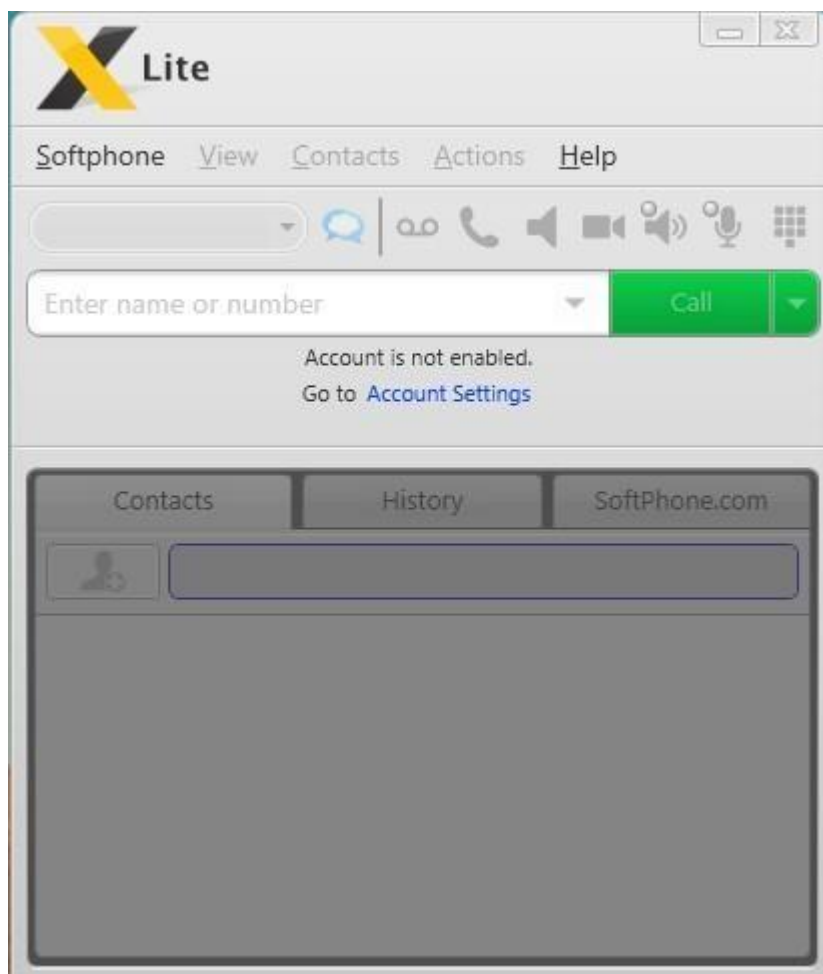 X Lite
Softphone View Contacts Actions Help
Enter name or number Call
Account is not enabled.
Go to Account Settings
Contacts History SoftPhone.com